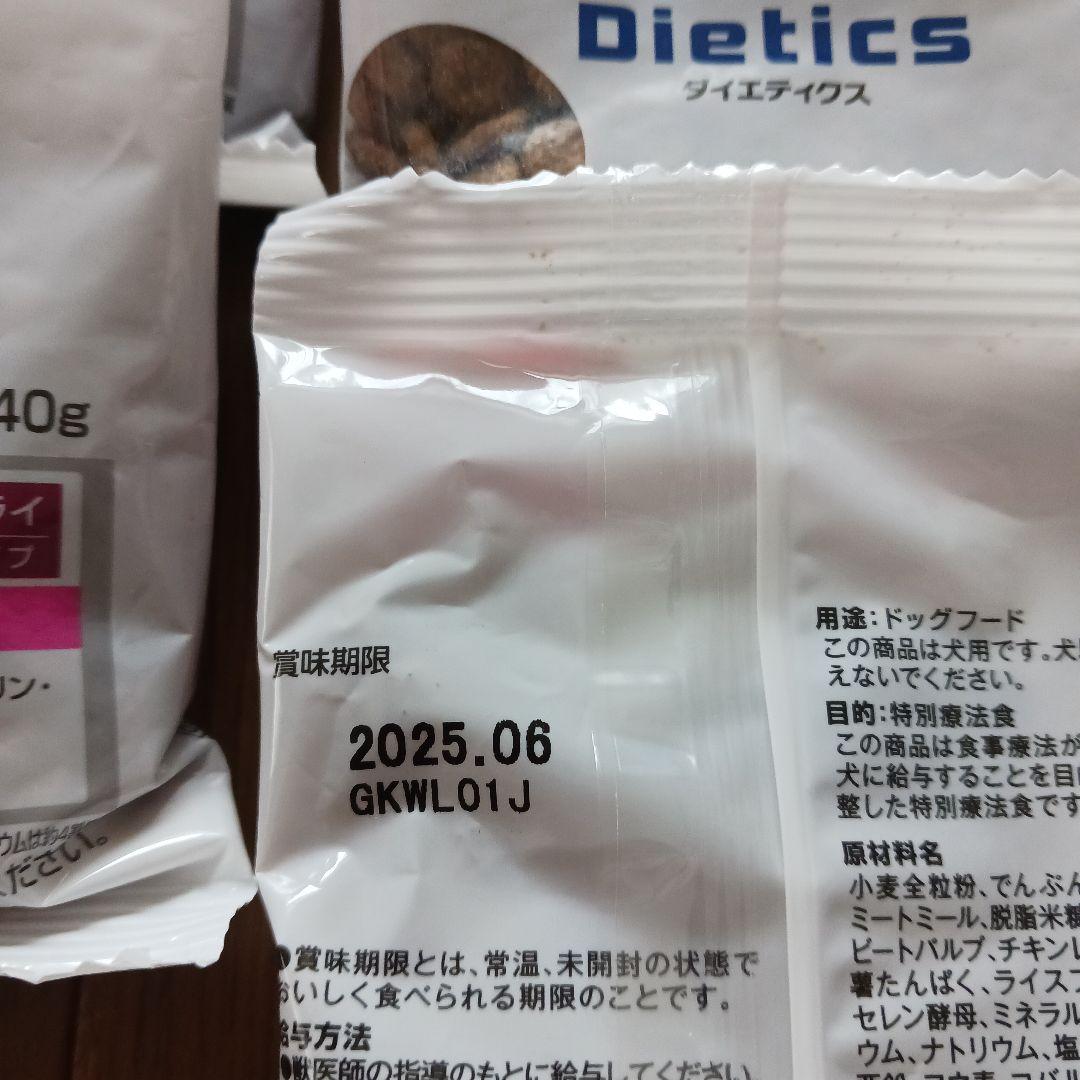 Dietics
ダイエティクス
40g
ライ
プ
リン・
ください。
賞味期限
2025.06
GKWL01J
●賞味期限とは、常温、未開封の状態で
おいしく食べられる期限のことです。
給与方法
●獣医師の指導のもとに給与してください
用途：ドッグフード
この商品は犬用です。犬
えないでください。
目的：特別療法食
この商品は食事療法が
犬に給与することを目
整した特別療法食です
原材料名
小麦全粒粉、でんぷん
ミートミール、脱脂米糠
ビートパルプ、チキンレ
薯たんぱく、ライス
セレン酵母、ミネラル
ウム、ナトリウム、塩